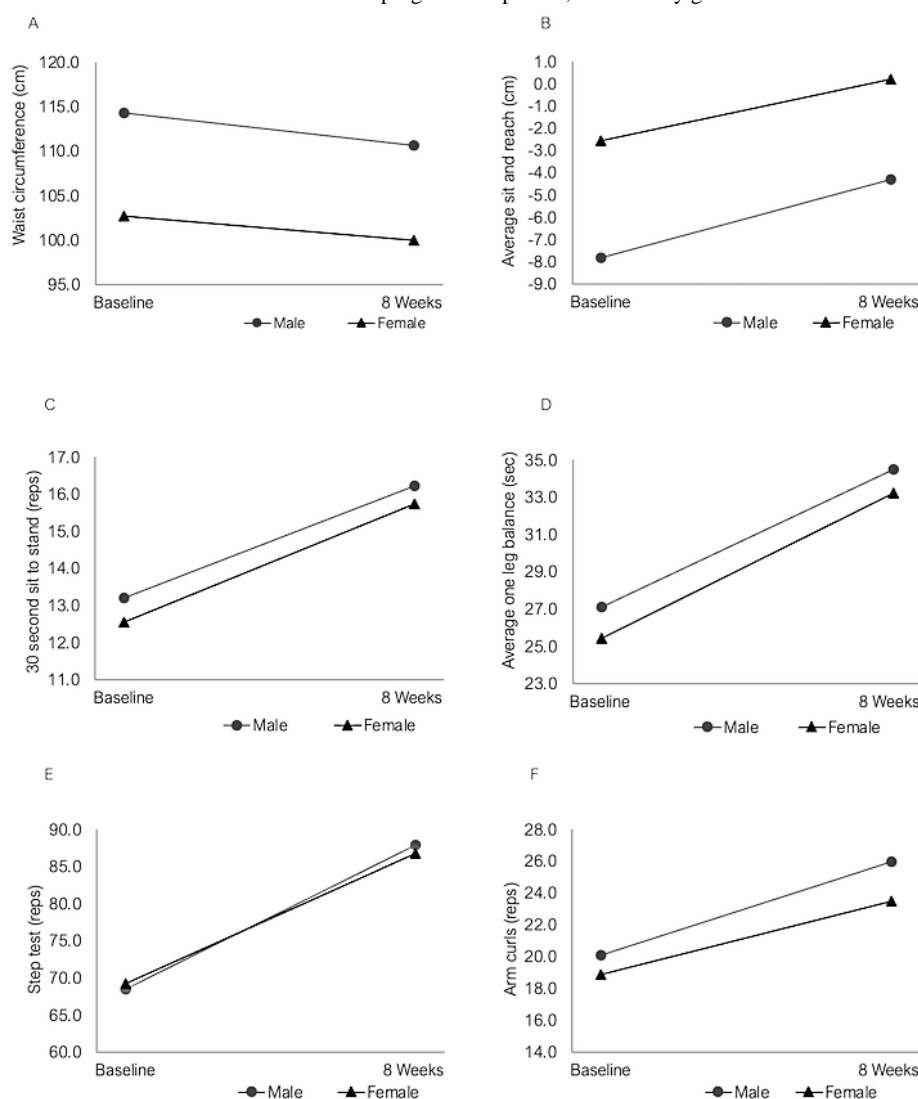 A
Waist circumference (cm)
120.0
115.0
110.0
105.0
100.0
95.0
Baseline
8 Weeks
Male
Female
B
Average sit and reach (cm)
1.0
0.0
-1.0
-2.0
-3.0
-4.0
-5.0
-6.0
-7.0
-8.0
-9.0
Baseline
8 Weeks
Male
Female
C
30 second sit to stand (reps)
17.0
16.0
15.0
14.0
13.0
12.0
11.0
Baseline
8 Weeks
Male
Female
D
Average one leg balance (sec)
35.0
33.0
31.0
29.0
27.0
25.0
23.0
Baseline
8 Weeks
Male
Female
E
Step test (reps)
90.0
85.0
80.0
75.0
70.0
65.0
60.0
Baseline
8 Weeks
Male
Female
F
Arm curls (reps)
28.0
26.0
24.0
22.0
20.0
18.0
16.0
14.0
Baseline
8 Weeks
Male
Female